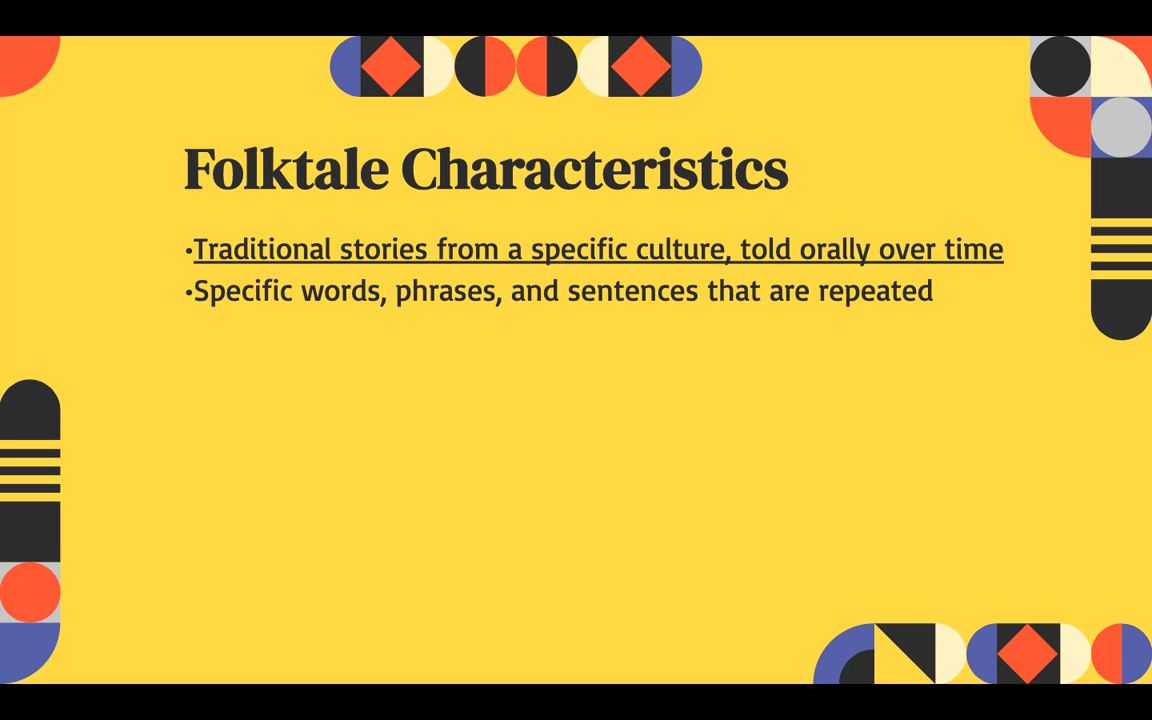 Folktale Characteristics
•Traditional stories from a specific culture, told orally over time
•Specific words, phrases, and sentences that are repeated